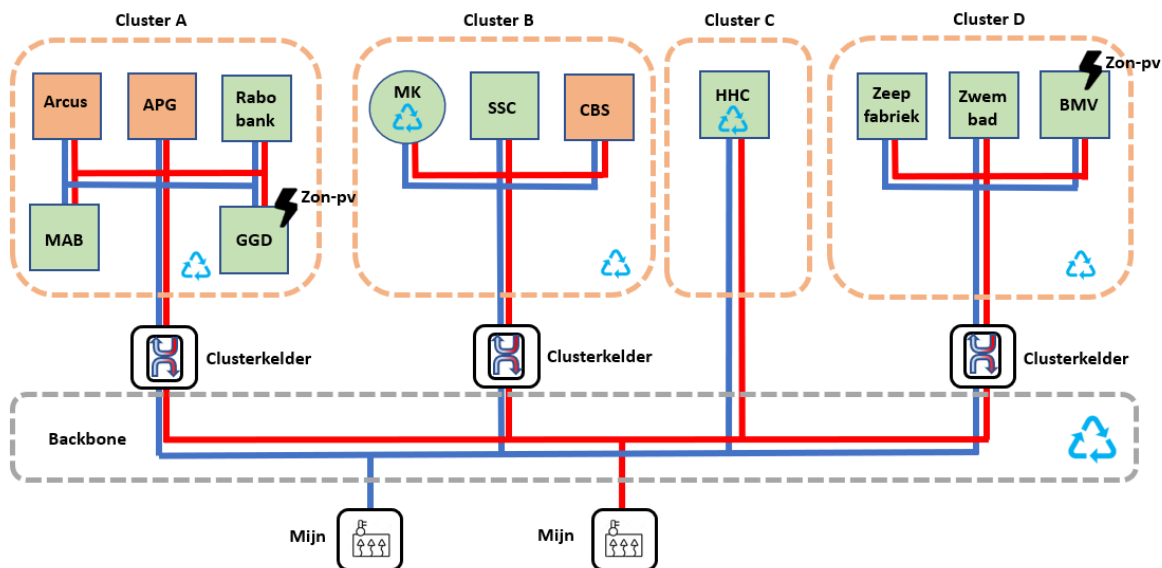 Cluster A
Cluster B
Cluster C
Cluster D
Arcus
APG
Rabo
bank
MAB
GGD
Zon-pv
MK
SSC
CBS
HHC
Zeep
fabriek
Zwem
bad
BMV
Zon-pv
Clusterkelder
Clusterkelder
Clusterkelder
Backbone
Mijn
Mijn